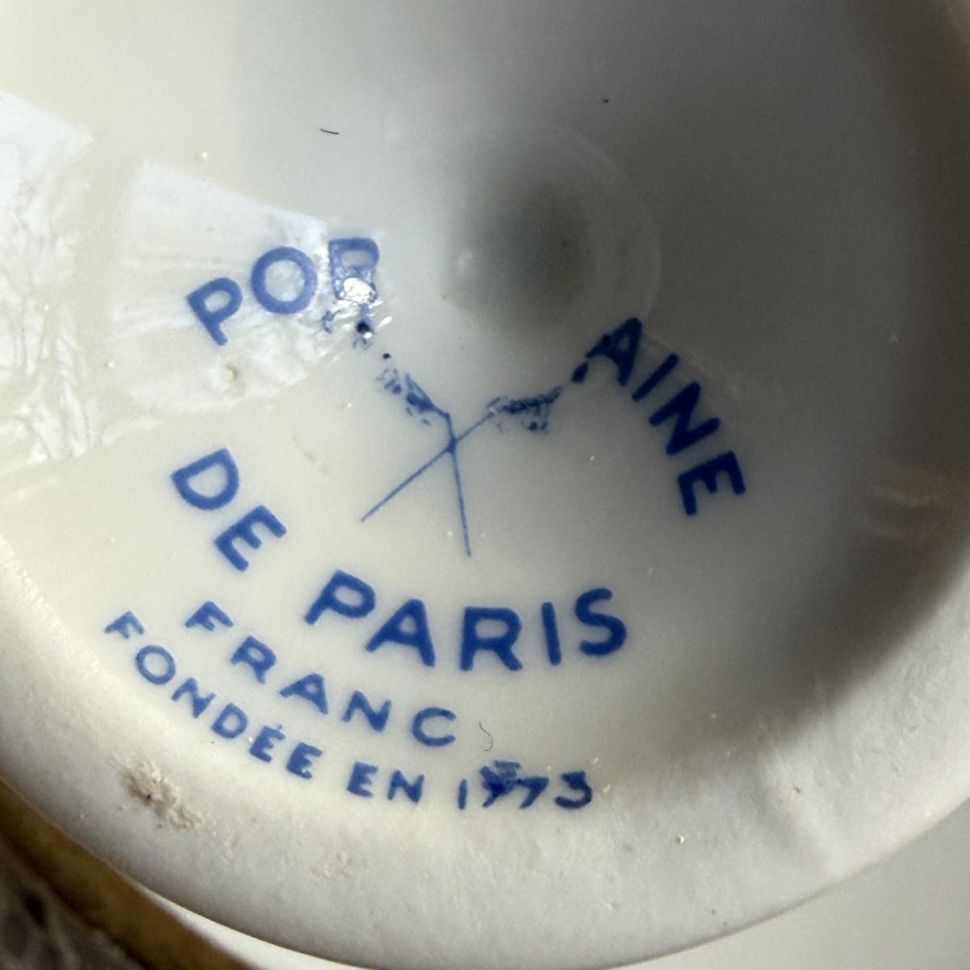 POR AINE
DE PARIS
FRANC
FONDÉE EN 1773